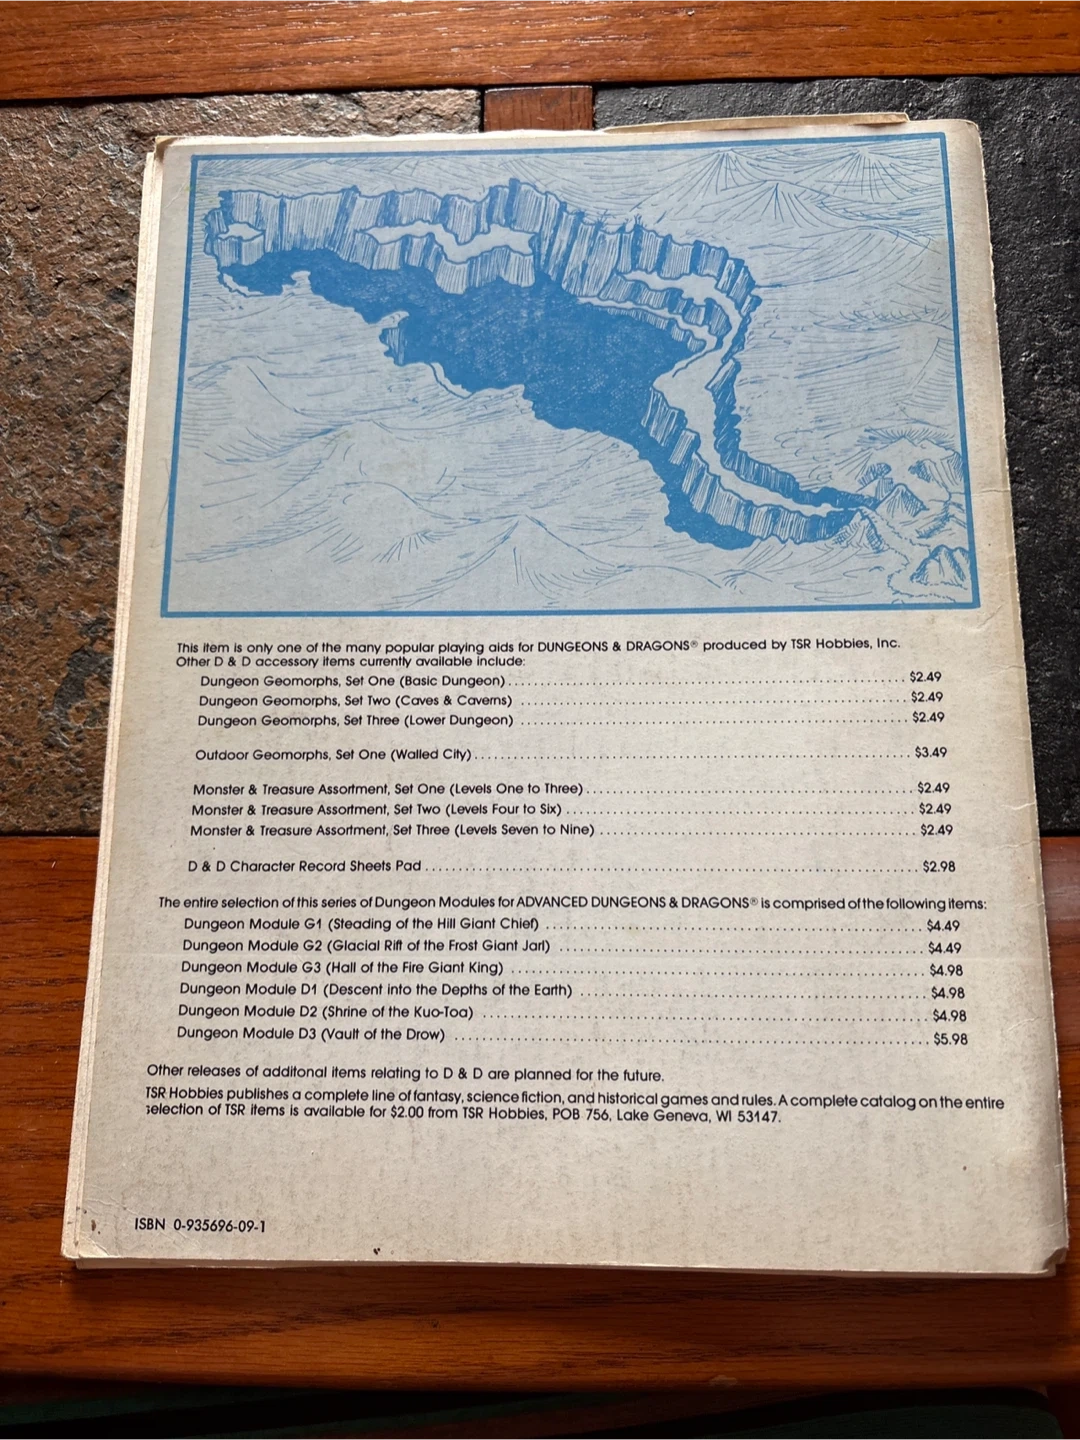 This item is only one of the many popular playing aids for DUNGEONS & DRAGONS® produced by TSR Hobbies, Inc.
Other D & D accessory items currently available include:
Dungeon Geomorphs, Set One (Basic Dungeon) . . . . . . . . . . . . . . . . . . . . $2.49
Dungeon Geomorphs, Set Two (Caves & Caverns) . . . . . . . . . . . . . . . . . . . . $2.49
Dungeon Geomorphs, Set Three (Lower Dungeon) . . . . . . . . . . . . . . . . . . . . $2.49
Outdoor Geomorphs, Set One (Walled City) . . . . . . . . . . . . . . . . . . . . $3.49
Monster & Treasure Assortment, Set One (Levels One to Three) . . . . . . . . . . . . . . . . . . . . $2.49
Monster & Treasure Assortment, Set Two (Levels Four to Six) . . . . . . . . . . . . . . . . . . . . $2.49
Monster & Treasure Assortment, Set Three (Levels Seven to Nine) . . . . . . . . . . . . . . . . . . . . $2.49
D & D Character Record Sheets Pad . . . . . . . . . . . . . . . . . . . . $2.98
The entire selection of this series of Dungeon Modules for ADVANCED DUNGEONS & DRAGONS® is comprised of the following items:
Dungeon Module G1 (Steading of the Hill Giant Chief) . . . . . . . . . . . . . . . . . . . . $4.49
Dungeon Module G2 (Glacial Rift of the Frost Giant Jarl) . . . . . . . . . . . . . . . . . . . . $4.49
Dungeon Module G3 (Hall of the Fire Giant King) . . . . . . . . . . . . . . . . . . . . $4.98
Dungeon Module D1 (Descent into the Depths of the Earth) . . . . . . . . . . . . . . . . . . . . $4.98
Dungeon Module D2 (Shrine of the Kuo-Toa) . . . . . . . . . . . . . . . . . . . . $4.98
Dungeon Module D3 (Vault of the Drow) . . . . . . . . . . . . . . . . . . . . $5.98
Other releases of additonal items relating to D & D are planned for the future.
TSR Hobbies publishes a complete line of fantasy, science fiction, and historical games and rules. A complete catalog on the entire
selection of TSR items is available for $2.00 from TSR Hobbies, POB 756, Lake Geneva, WI 53147.
ISBN 0-935696-09-1